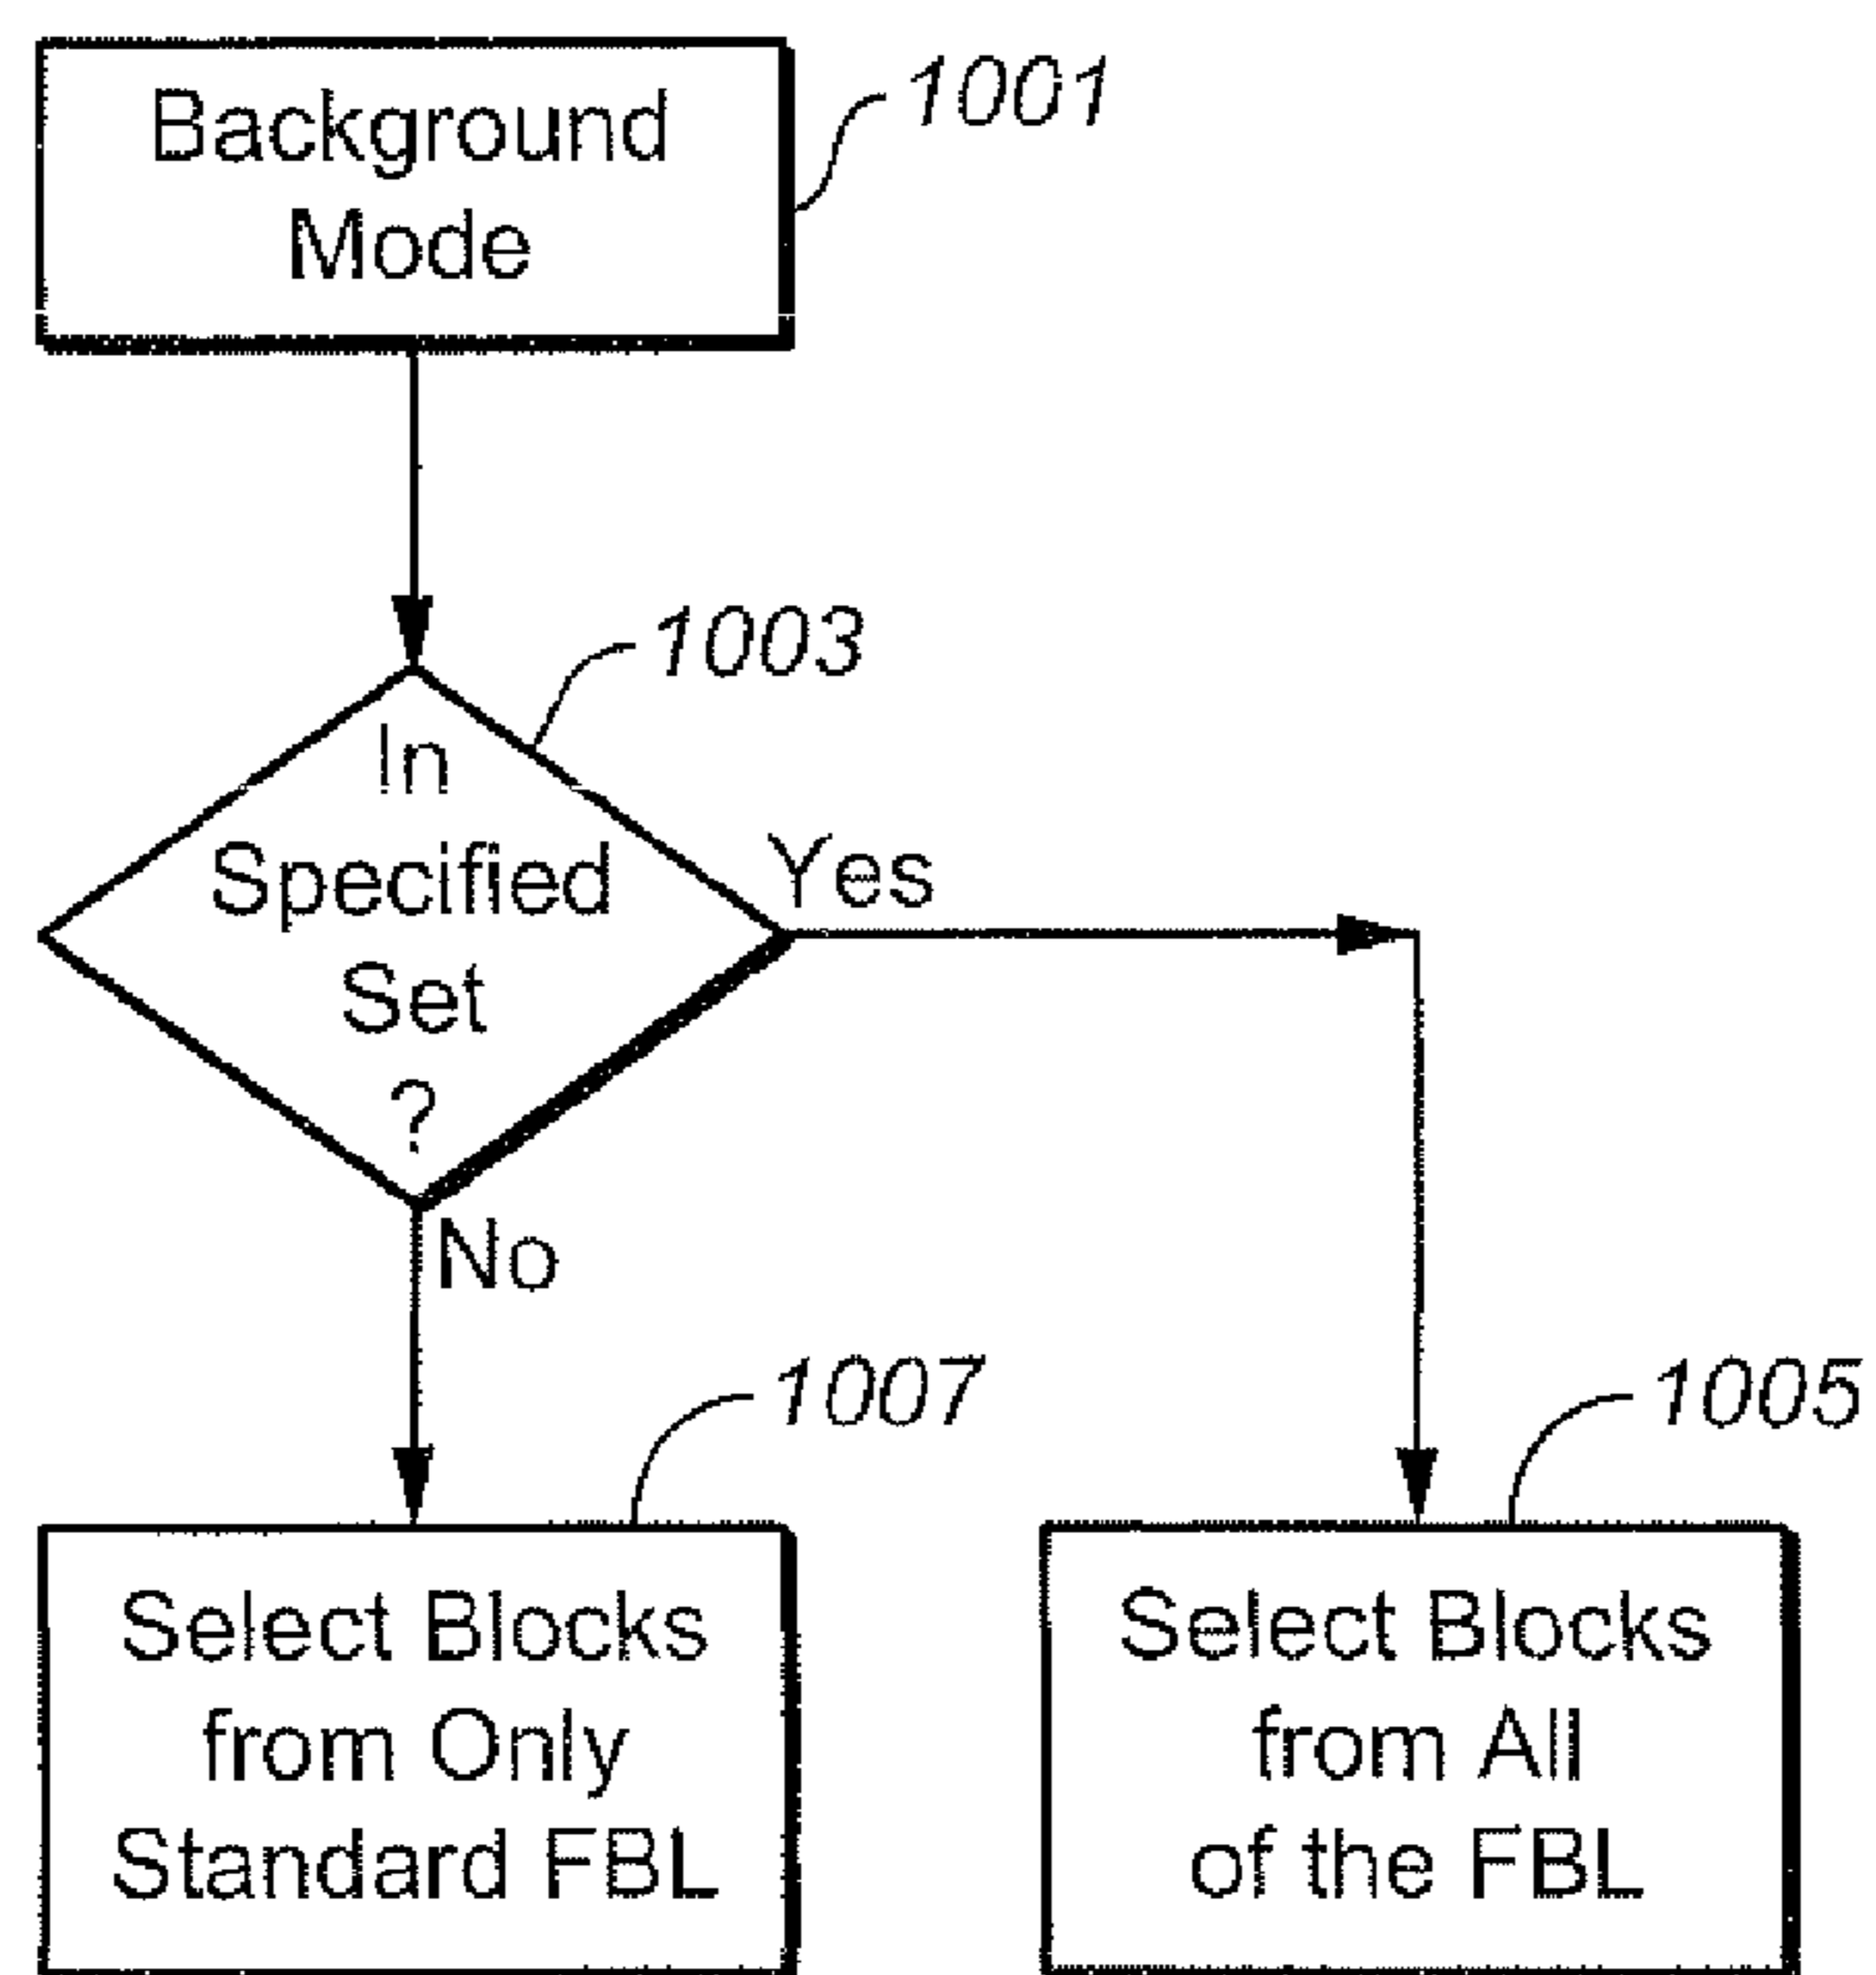 Background
Mode
1001
1003
In
Specified
Set
?
Yes
No
1007
1005
Select Blocks
from Only
Standard FBL
Select Blocks
from All
of the FBL